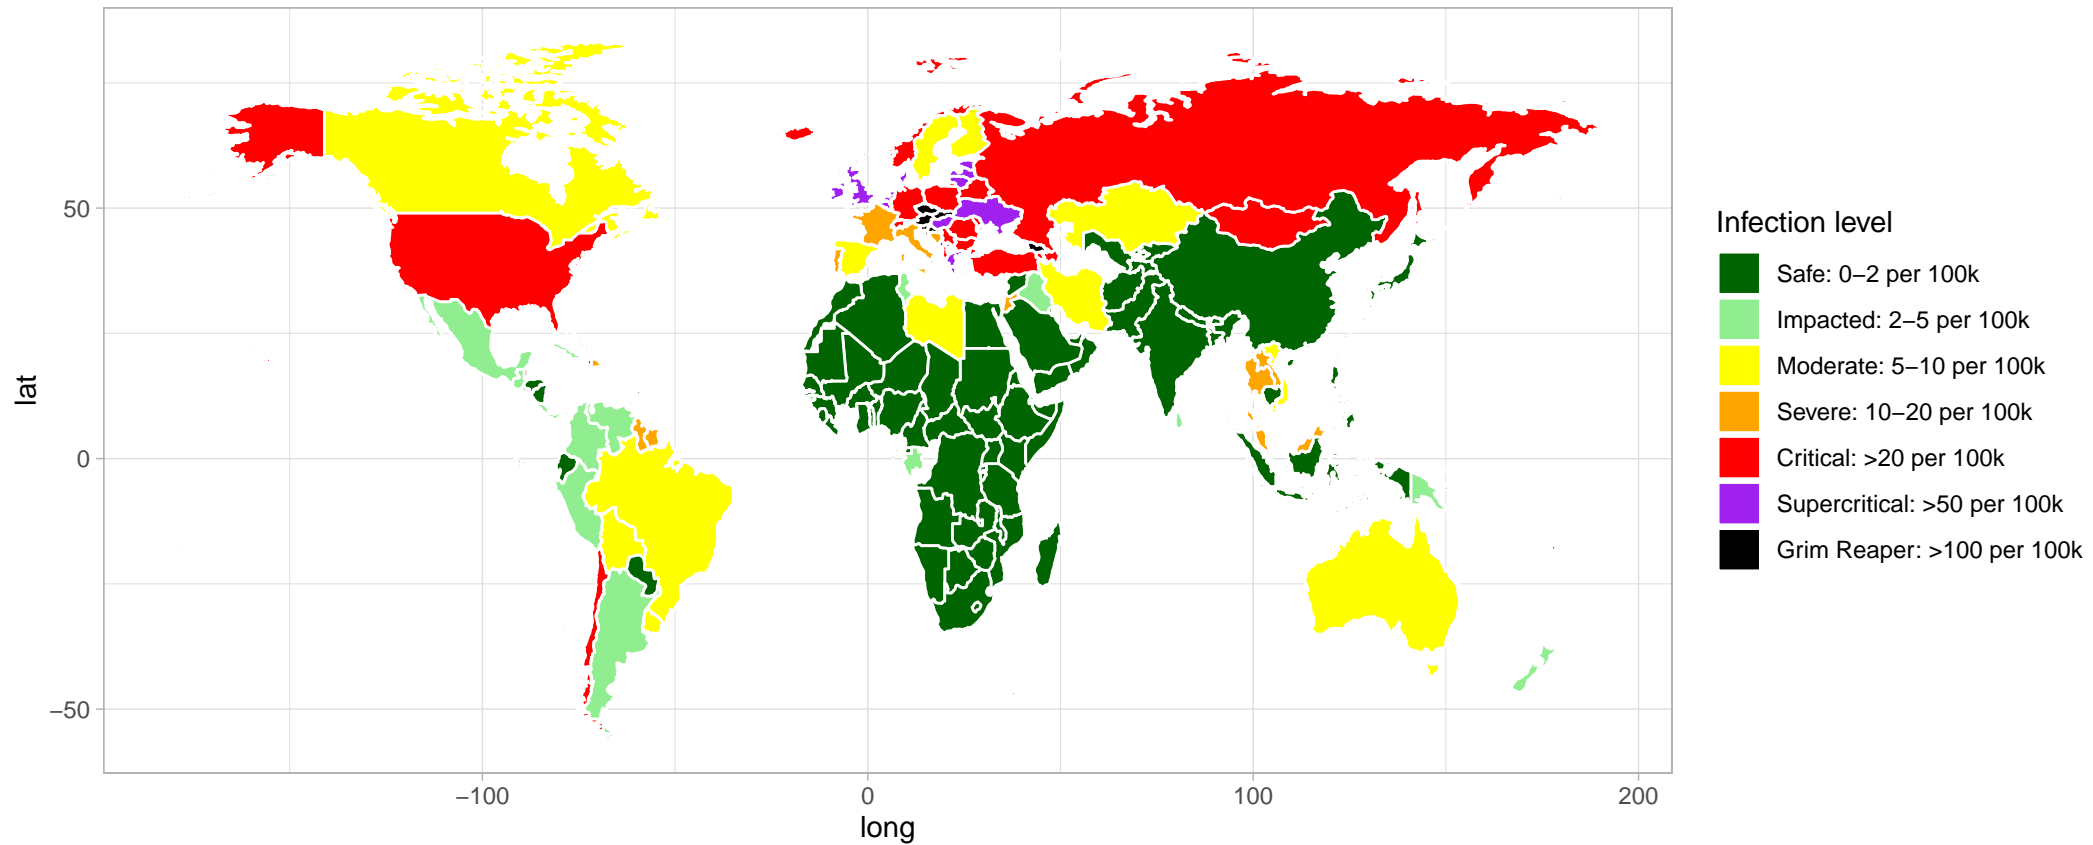 50
0
−50
lat
−100
0
100
200
long
Infection level
Safe: 0−2 per 100k
Impacted: 2−5 per 100k
Moderate: 5−10 per 100k
Severe: 10−20 per 100k
Critical: >20 per 100k
Supercritical: >50 per 100k
Grim Reaper: >100 per 100k